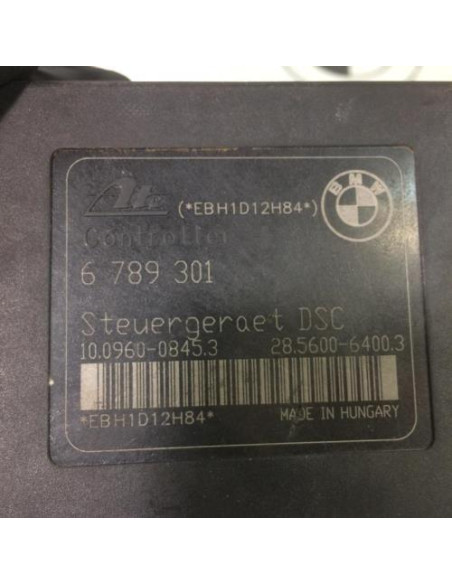 Ate (*EBH1D12H84*) BMW
Controller
6 789 301
Steuergeraet DSC
10.0960-0845.3 28.5600-6400.3
*EBH1D12H84* MADE IN HUNGARY